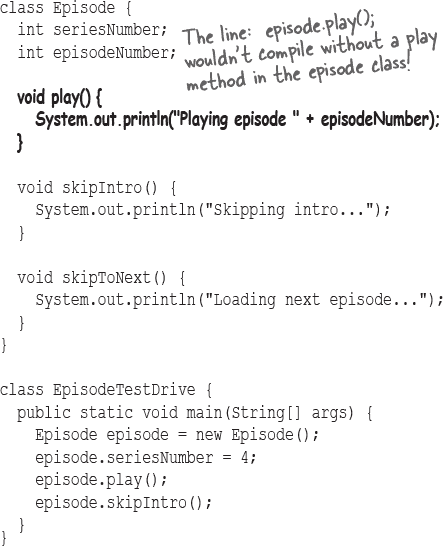 class Episode {
int seriesNumber;
int episodeNumber;
The line: episode.play();
wouldn't compile without a play
method in the episode class!
void play() {
System.out.println("Playing episode " + episodeNumber);
}
void skipIntro() {
System.out.println("Skipping intro...");
}
void skipToNext() {
System.out.println("Loading next episode...");
}
}
class EpisodeTestDrive {
public static void main(String[] args) {
Episode episode = new Episode();
episode.seriesNumber = 4;
episode.play();
episode.skipIntro();
}
}